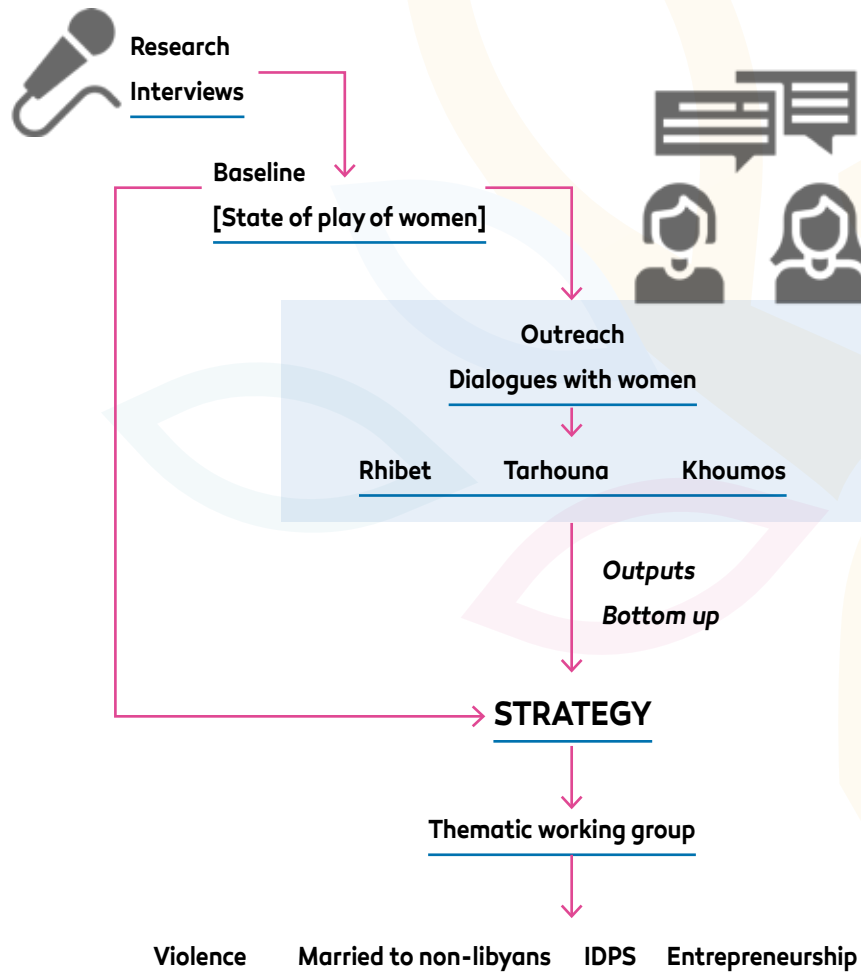 Research
Interviews
Baseline
[State of play of women]
Outreach
Dialogues with women
Rhibet Tarhouna Khoumos
Outputs
Bottom up
STRATEGY
Thematic working group
Violence Married to non-libyans IDPS Entrepreneurship